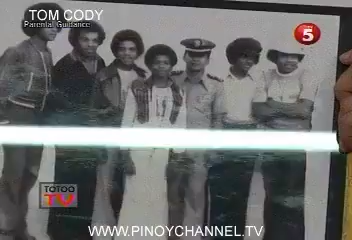 TOM CODY
Parental Guidance
5
TOTOO
TV
WWW.PINOYCHANNEL.TV